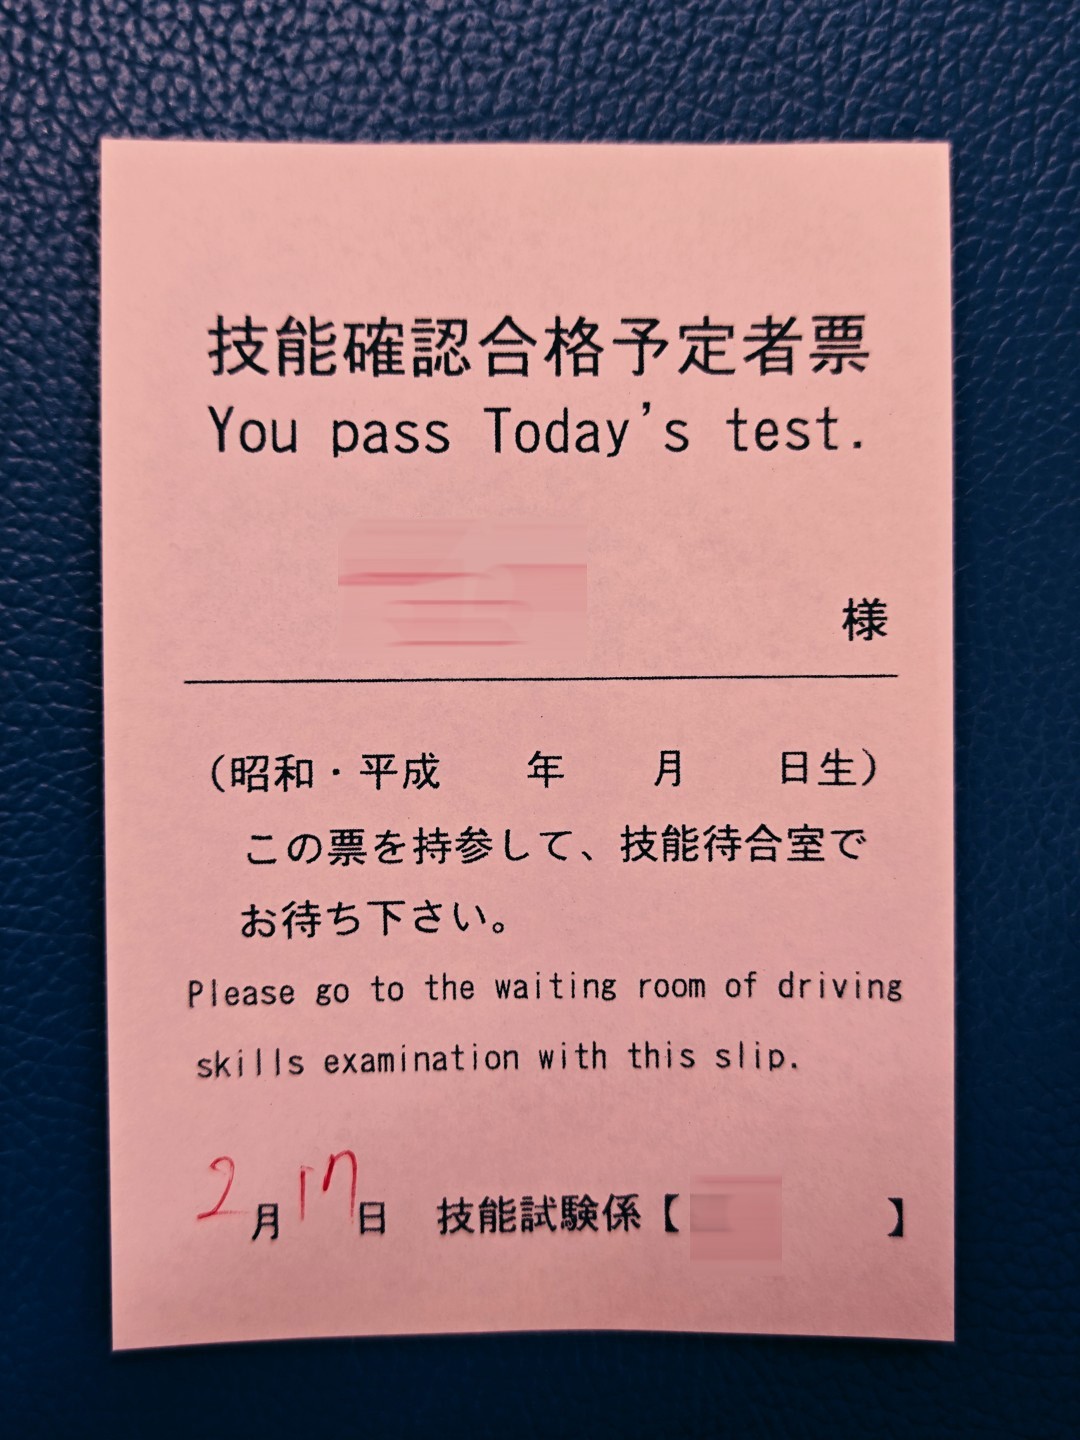 技能確認合格予定者票
You pass Today's test.
様
(昭和・平成　　年　　月　　日生)
この票を持参して、技能待合室で
お待ち下さい。
Please go to the waiting room of driving
skills examination with this slip.
2月17日　技能試験係【　　　】